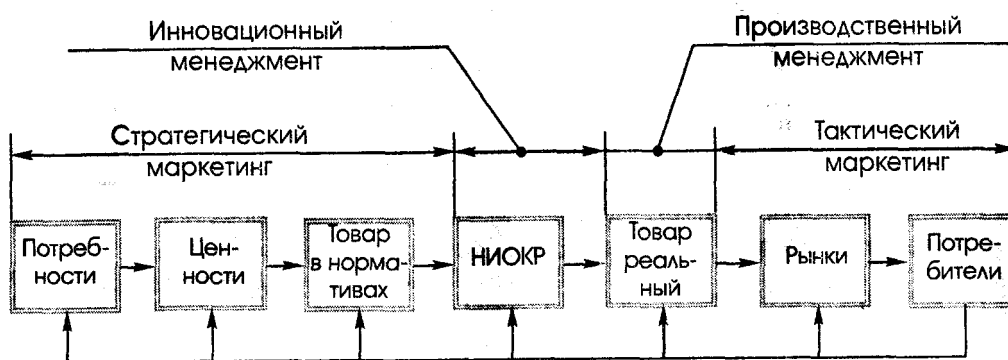 Инновационный
менеджмент
Производственный
менеджмент
Стратегический
маркетинг
Тактический
маркетинг
Потреб-
ности
Цен-
ности
Товар
в норма-
тивах
НИОКР
Товар
реаль-
ный
Рынки
Потре-
бители